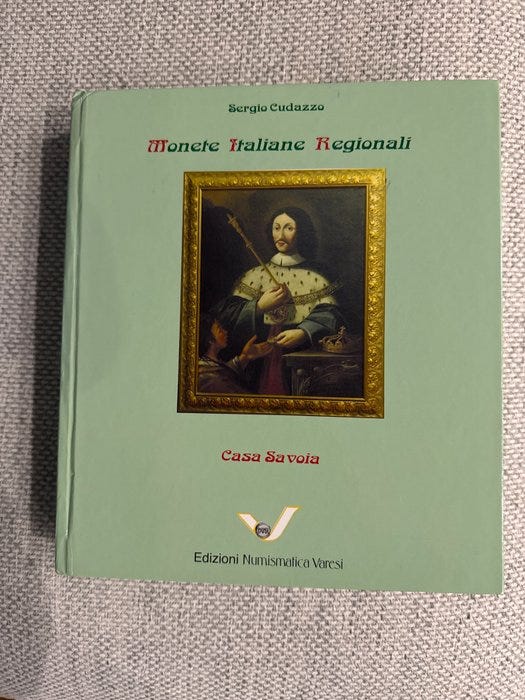 Sergio Cudazzo
Monete Italiane Regionali
Casa Savoia
Edizioni Numismatica Varesi